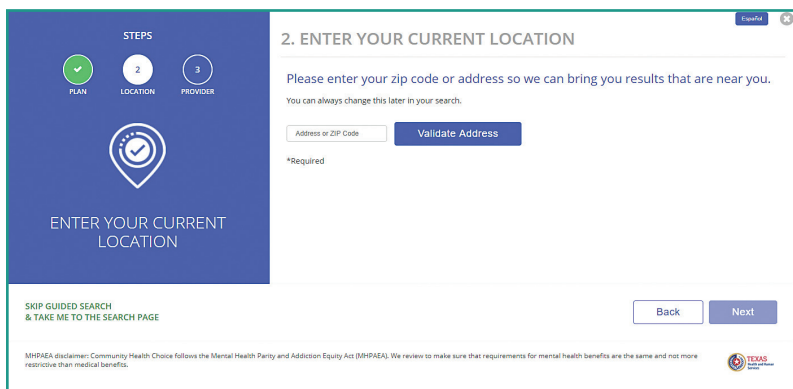 STEPS
2
3
PLAN
LOCATION
PROVIDER
ENTER YOUR CURRENT
LOCATION
Español
2. ENTER YOUR CURRENT LOCATION
Please enter your zip code or address so we can bring you results that are near you.
You can always change this later in your search.
Address or ZIP Code
Validate Address
*Required
SKIP GUIDED SEARCH
& TAKE ME TO THE SEARCH PAGE
Back
Next
MHPAEA disclaimer: Community Health Choice follows the Mental Health Parity and Addiction Equity Act (MHPAEA). We review to make sure that requirements for mental health benefits are the same and not more
restrictive than medical benefits.
TEXAS
Health and Human
Services